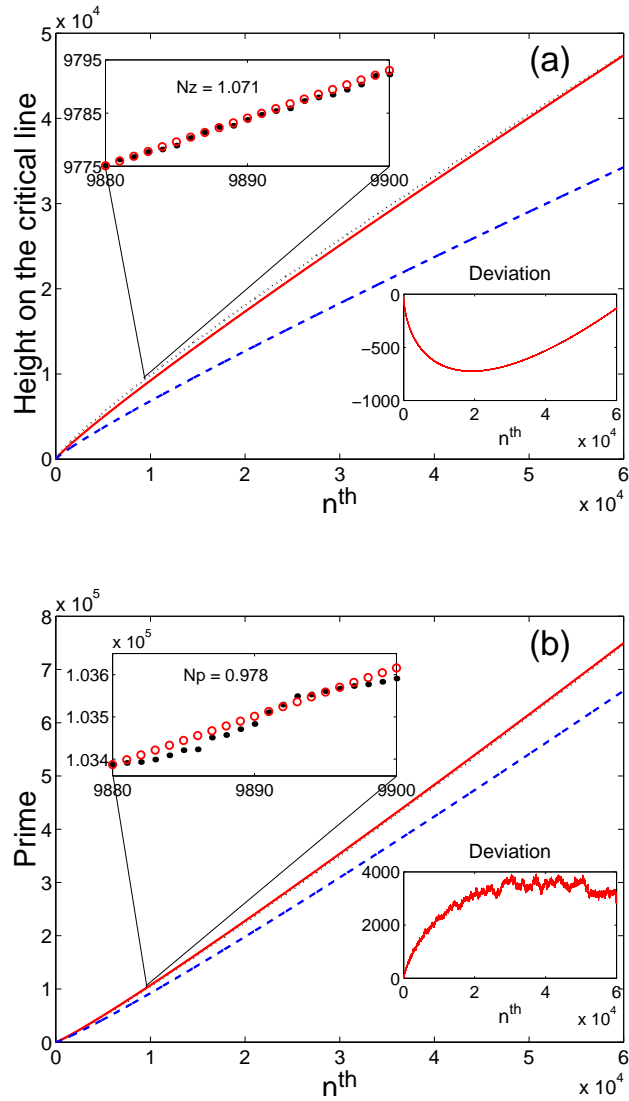 x 10^4
(a)
Height on the critical line
5
4
3
2
1
0
9795
9785
9775
Nz = 1.071
9880
9890
9900
Deviation
0
−500
−1000
0
2
4
6
n^th
x 10^4
0
1
2
3
4
5
6
n^th
x 10^4
x 10^5
(b)
Prime
8
7
6
5
4
3
2
1
0
x 10^5
1.036
1.035
1.034
Np = 0.978
9880
9890
9900
Deviation
4000
2000
0
0
2
4
6
n^th
x 10^4
0
1
2
3
4
5
6
n^th
x 10^4